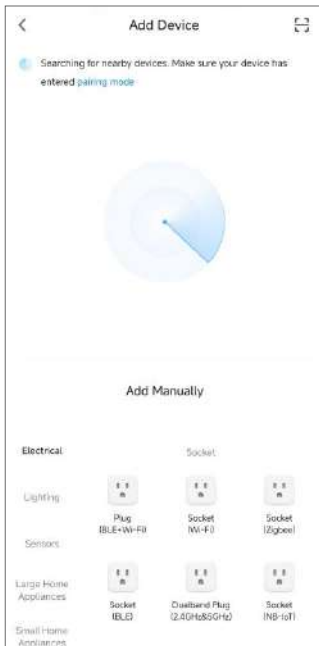 Add Device
Searching for nearby devices. Make sure your device has
entered pairing mode
Add Manually
Electrical
Socket
Lighting
Plug
(BLE+Wi-Fi)
Socket
(Wi-Fi)
Socket
(Zigbee)
Sensors
Large Home
Appliances
Socket
(BLE)
Dualband Plug
(2.4GHz&5GHz)
Socket
(NB-IoT)
Small Home
Appliances